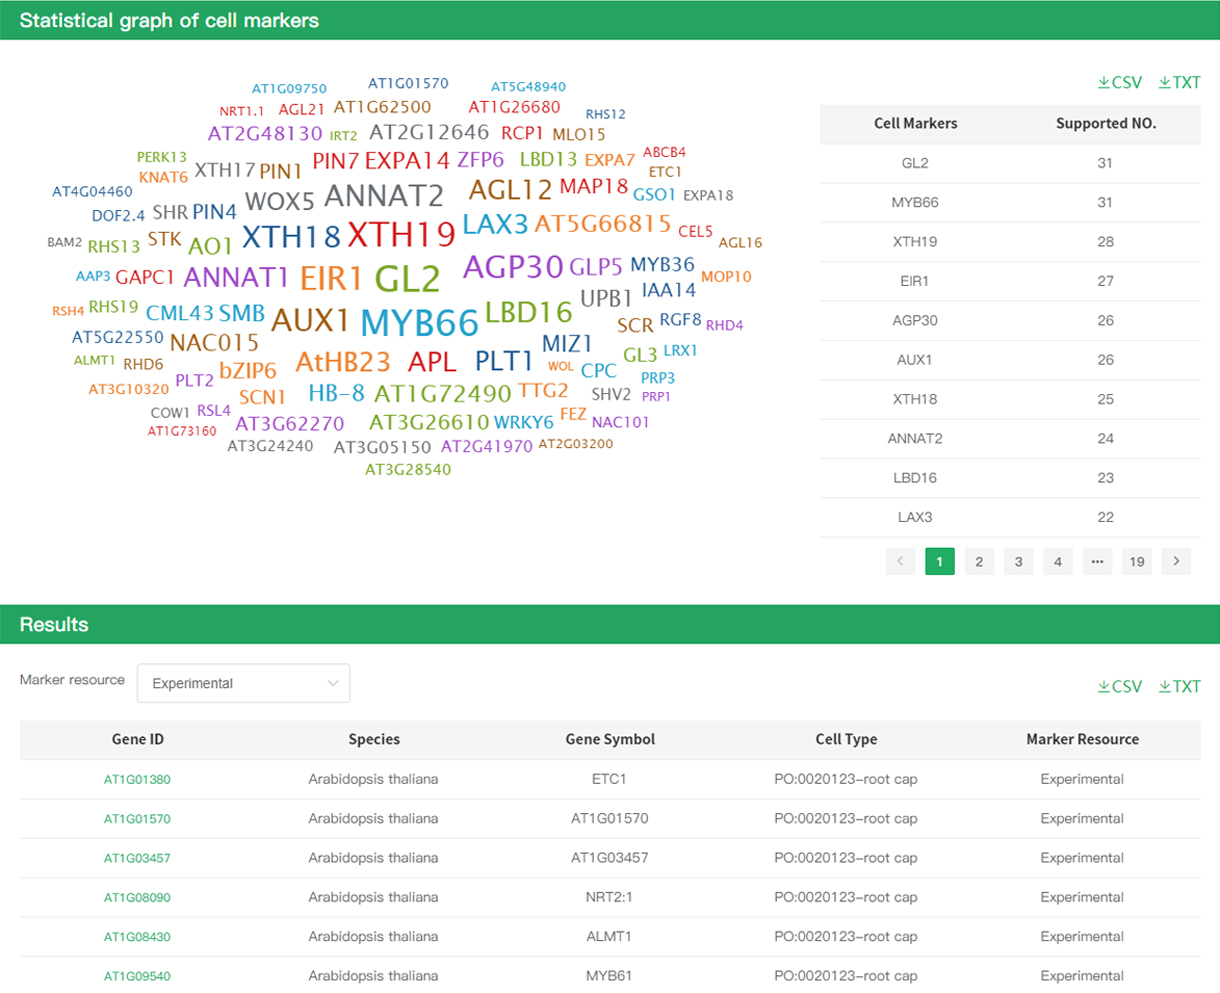 Statistical graph of cell markers
AT1G09750 AT1G01570 AT5G48940
NRT1.1 AGL21 AT1G62500 AT1G26680 RHS12
AT2G48130 IRT2 AT2G12646 RCP1 MLO15
PERK13 XTH17 PIN1 PIN7 EXPA14 ZFP6 LBD13 EXPA7 ABCB4
KNAT6 ETC1
AT4G04460 WOX5 ANNAT2 AGL12 MAP18 GSO1 EXPA18
DOF2.4 SHR PIN4
BAM2 RHS13 STK AO1 XTH18 XTH19 LAX3 AT5G66815 CEL5 AGL16
AAP3 GAPC1 ANNAT1 EIR1 GL2 AGP30 GLP5 MYB36 MOP10
UPB1 IAA14
RSH4 RHS19 CML43 SMB AUX1 MYB66 LBD16 SCR RGF8 RHD4
AT5G22550 NAC015 MIZ1
ALMT1 RHD6 bZIP6 AtHB23 APL PLT1 WOL CPC GL3 LRX1
AT3G10320 PLT2 SCN1 HB-8 AT1G72490 TTG2 SHV2 PRP3
PRP1
COW1 RSL4 AT3G62270 AT3G26610 WRKY6 FEZ NAC101
AT1G73160
AT3G24240 AT3G05150 AT2G41970 AT2G03200
AT3G28540
CSV TXT
Cell Markers Supported NO.
GL2 31
MYB66 31
XTH19 28
EIR1 27
AGP30 26
AUX1 26
XTH18 25
ANNAT2 24
LBD16 23
LAX3 22
< 1 2 3 4 ••• 19 >
Results
Marker resource Experimental
CSV TXT
Gene ID Species Gene Symbol Cell Type Marker Resource
AT1G01380 Arabidopsis thaliana ETC1 PO:0020123-root cap Experimental
AT1G01570 Arabidopsis thaliana AT1G01570 PO:0020123-root cap Experimental
AT1G03457 Arabidopsis thaliana AT1G03457 PO:0020123-root cap Experimental
AT1G08090 Arabidopsis thaliana NRT2:1 PO:0020123-root cap Experimental
AT1G08430 Arabidopsis thaliana ALMT1 PO:0020123-root cap Experimental
AT1G09540 Arabidopsis thaliana MYB61 PO:0020123-root cap Experimental